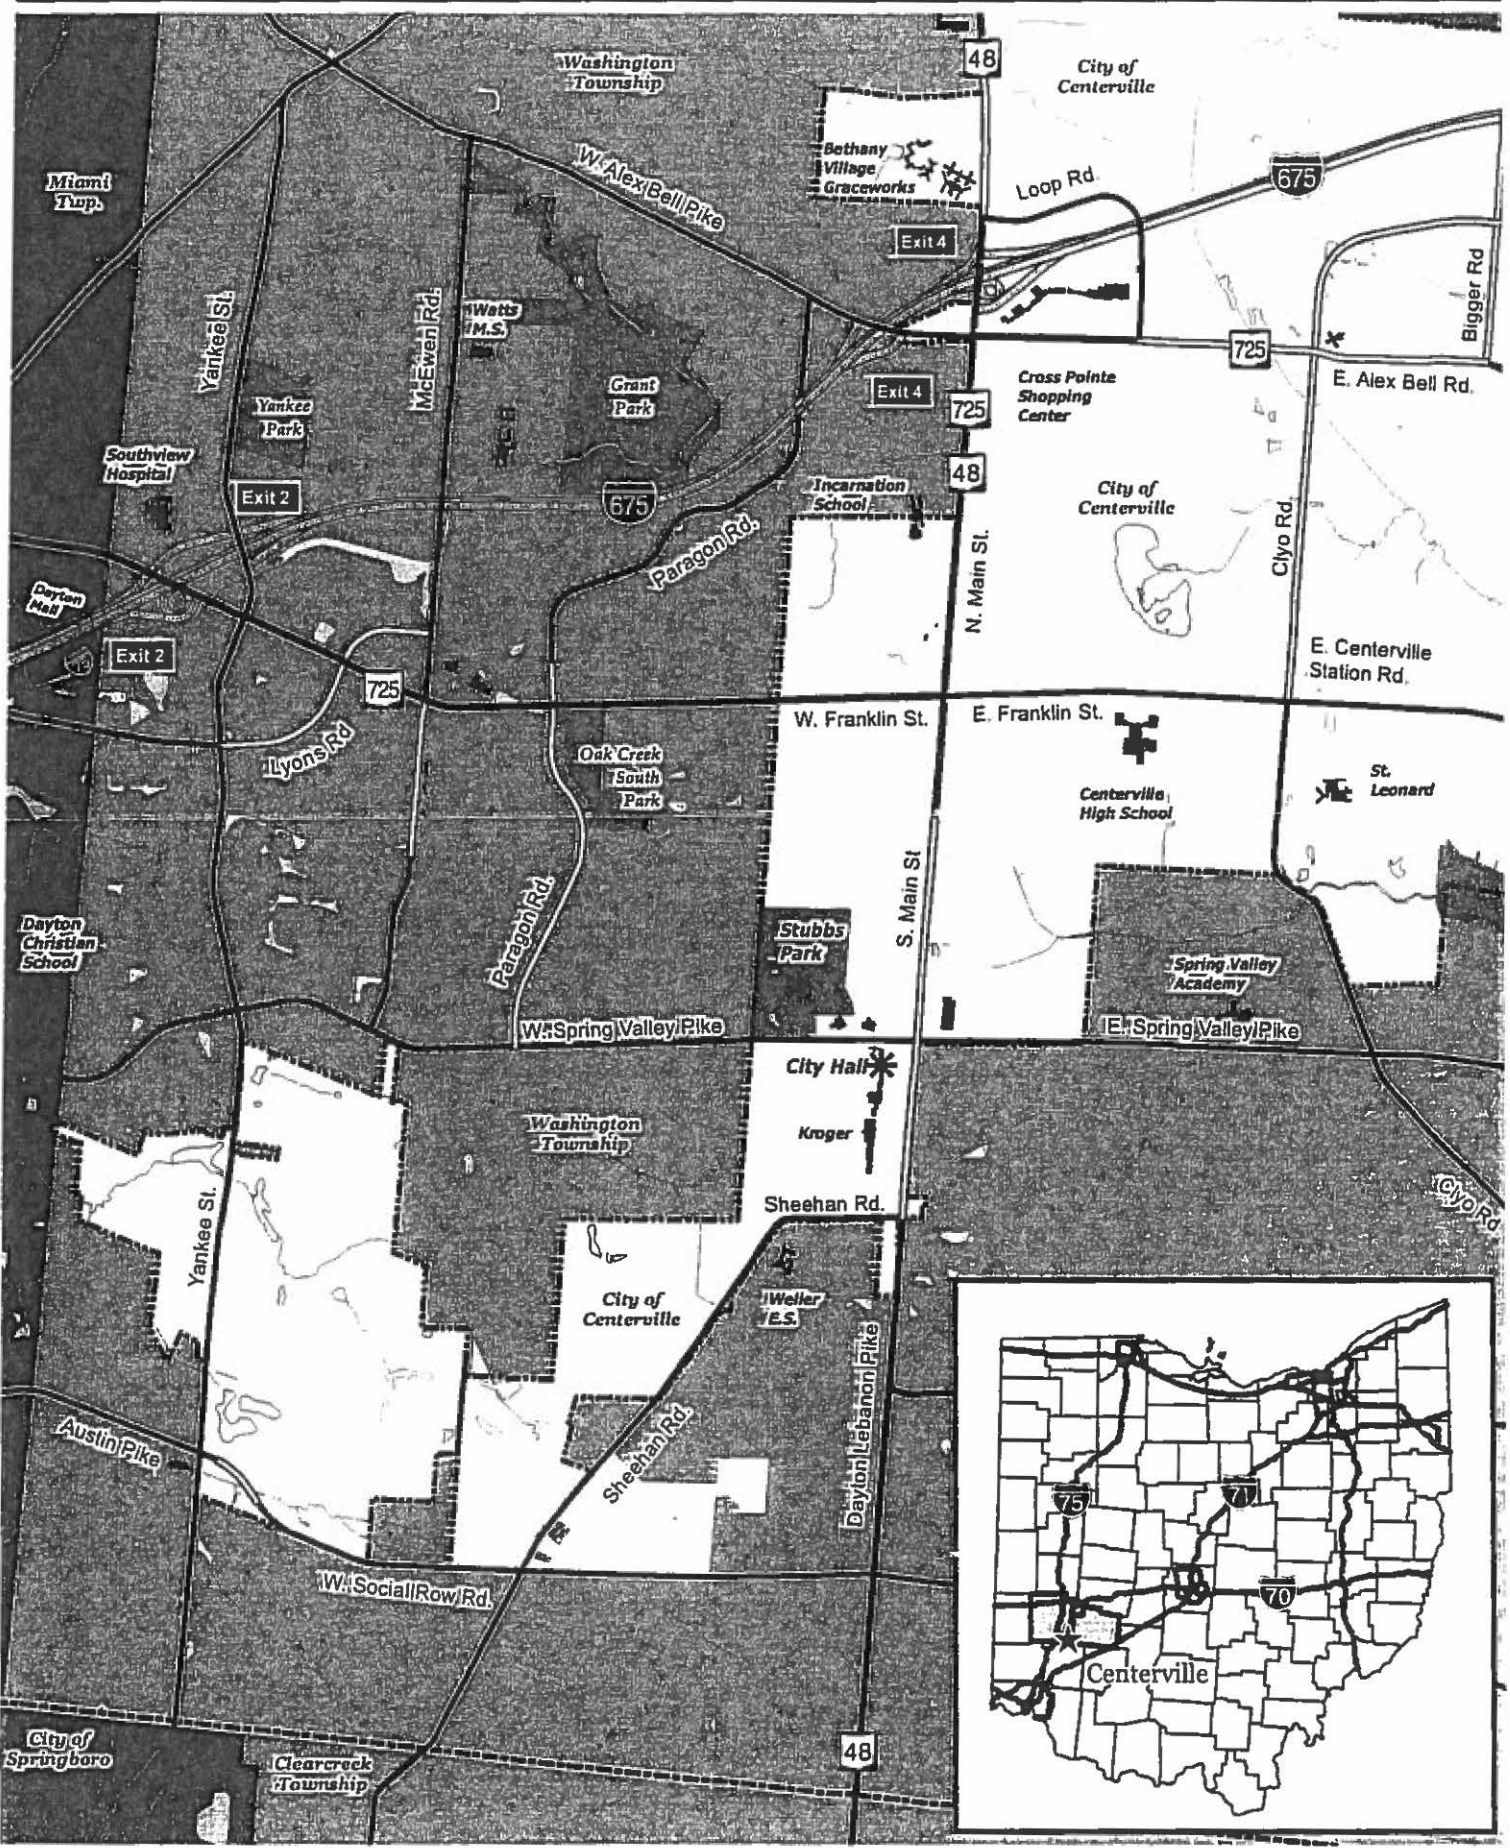 Washington
Township
48
City of
Centerville
Miami
Twp.
Bethany
Village
Graceworks
W. Alex Bell Pike
Loop Rd
675
Exit 4
Yankee St.
McEwen Rd.
Watts
M.S.
Bigger Rd
725
Grant
Park
Exit 4
Cross Pointe
Shopping
Center
E. Alex Bell Rd.
Yankee
Park
725
Southview
Hospital
48
Exit 2
675
Incarnation
School
City of
Centerville
Clyo Rd
Paragon Rd.
N. Main St.
Dayton
Mall
Exit 2
E. Centerville
Station Rd.
725
W. Franklin St.
E. Franklin St.
Lyons Rd
Oak Creek
South
Park
St.
Leonard
Centerville
High School
S. Main St
Paragon Rd.
Dayton
Christian
School
Stubbs
Park
Spring Valley
Academy
W. Spring Valley Pike
E. Spring Valley Pike
City Hall
Washington
Township
Kroger
Yankee St.
Sheehan Rd.
Clyo Rd.
City of
Centerville
Weller
E.S.
Dayton Lebanon Pike
Austin Pike
Sheehan Rd.
75
71
W. Social Row Rd.
70
Centerville
City of
Springboro
Clearcreek
Township
48